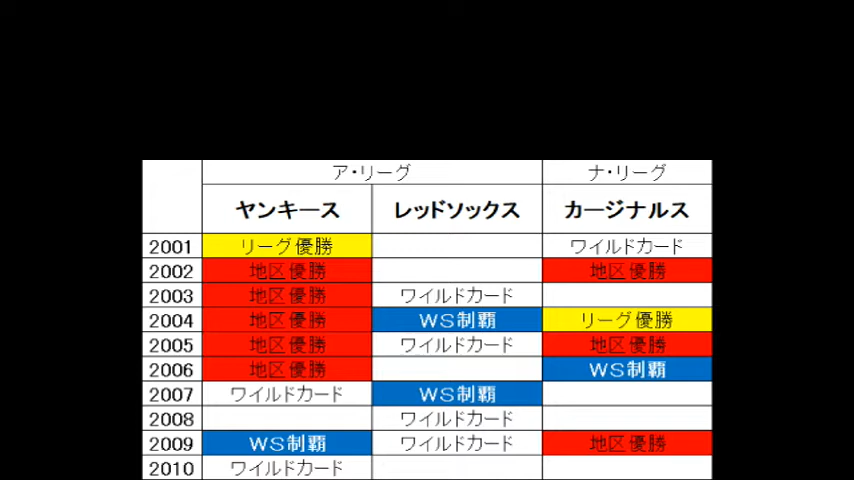 ア・リーグ ナ・リーグ
ヤンキース レッドソックス カージナルス
2001 リーグ優勝 ワイルドカード
2002 地区優勝 地区優勝
2003 地区優勝 ワイルドカード
2004 地区優勝 WS制覇 リーグ優勝
2005 地区優勝 ワイルドカード 地区優勝
2006 地区優勝 WS制覇
2007 ワイルドカード WS制覇
2008 ワイルドカード
2009 WS制覇 ワイルドカード 地区優勝
2010 ワイルドカード